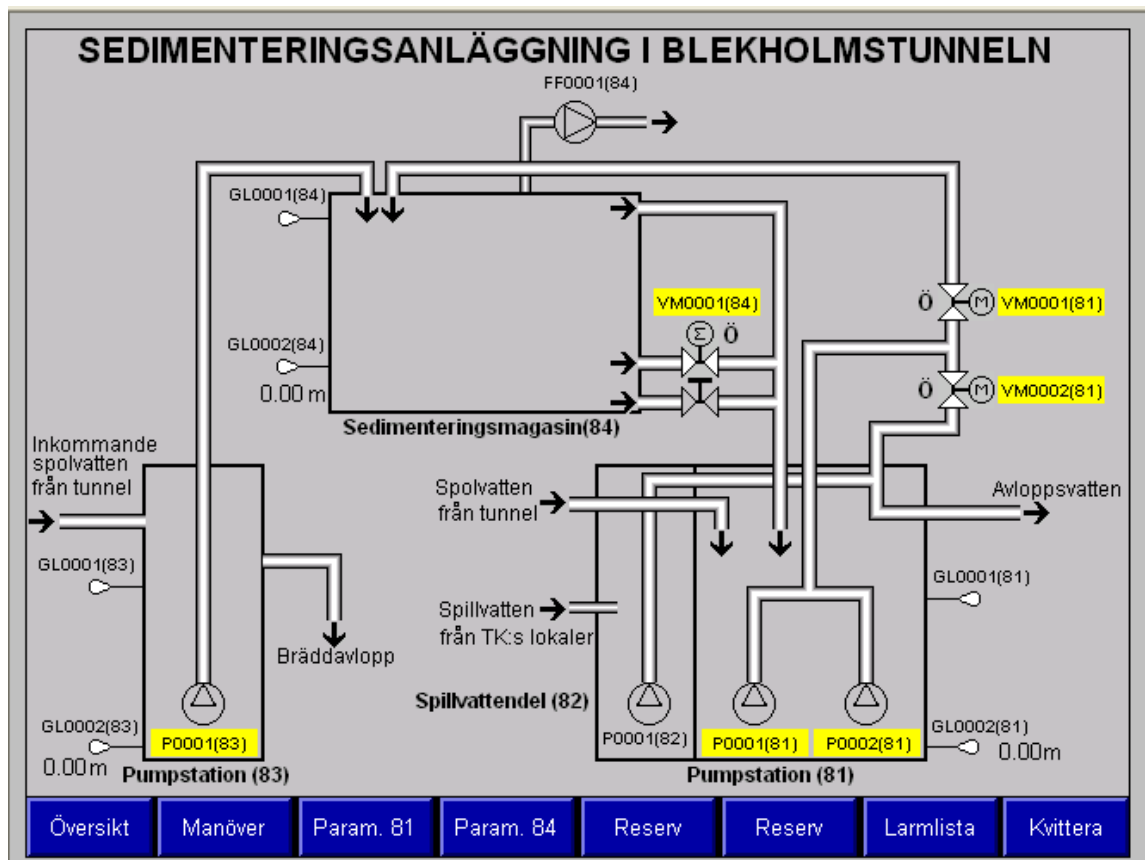 SEDIMENTERINGSANLÄGGNING I BLEKHOLMSTUNNELN
FF0001(84)
GL0001(84)
VM0001(84)
Σ
Ö
Ö
M
VM0001(81)
GL0002(84)
0.00 m
Ö
M
VM0002(81)
Sedimenteringsmagasin(84)
Inkommande
spolvatten
från tunnel
Spolvatten
från tunnel
Avloppsvatten
GL0001(83)
GL0001(81)
Spillvatten
från TK:s lokaler
Bräddavlopp
Spillvattendel (82)
GL0002(83)
0.00m
P0001(83)
P0001(82)
P0001(81)
P0002(81)
GL0002(81)
0.00m
Pumpstation (83)
Pumpstation (81)
Översikt
Manöver
Param. 81
Param. 84
Reserv
Reserv
Larmlista
Kvittera